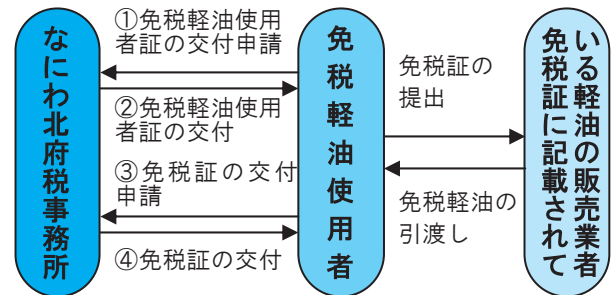 なにわ北府税事務所
①免税軽油使用
者証の交付申請
②免税軽油使用
者証の交付
③免税証の交付
申請
④免税証の交付
免税軽油使用者
免税証の
提出
免税軽油の
引渡し
免税証に記載されて
いる軽油の販売業者